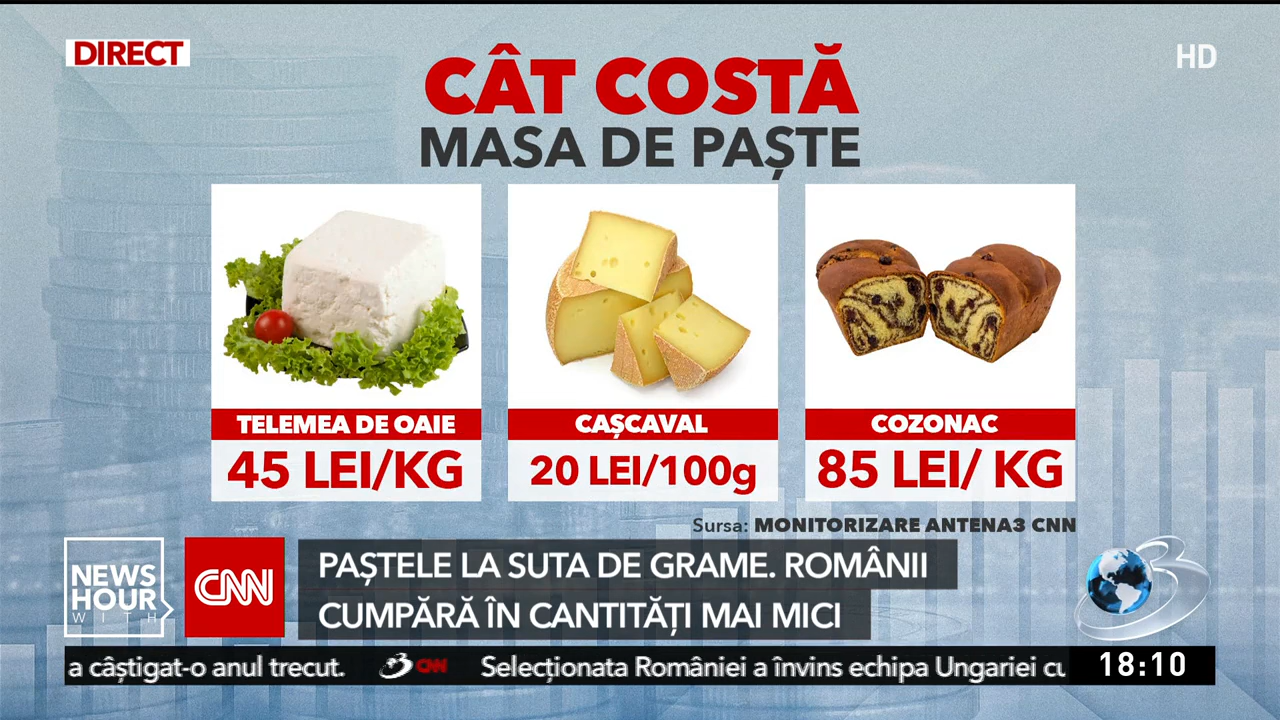 DIRECT
HD
CÂT COSTĂ
MASA DE PAȘTE
TELEMEA DE OAIE
45 LEI/KG
CAȘCAVAL
20 LEI/100g
COZONAC
85 LEI/ KG
Sursa: MONITORIZARE ANTENA3 CNN
NEWS
HOUR
WITH
CNN
PAȘTELE LA SUTA DE GRAME. ROMÂNII
CUMPĂRĂ ÎN CANTITĂȚI MAI MICI
3
a câștigat-o anul trecut. 3 CNN Selecționata României a învins echipa Ungariei cu
18:10